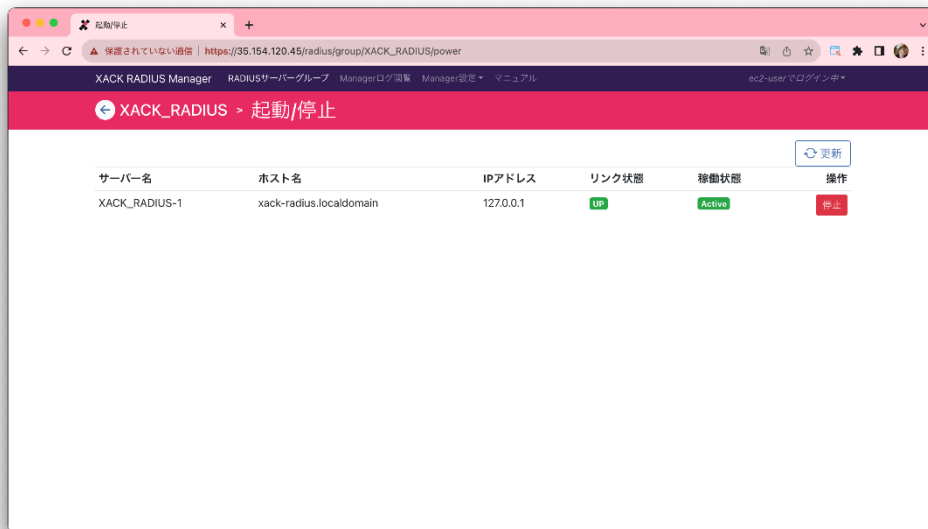 起動/停止
保護されていない通信 | https://35.154.120.45/radius/group/XACK_RADIUS/power
XACK RADIUS Manager RADIUSサーバーグループ Managerログ閲覧 Manager設定 マニュアル ec2-userでログイン中
XACK_RADIUS > 起動/停止
更新
サーバー名 ホスト名 IPアドレス リンク状態 稼働状態 操作
XACK_RADIUS-1 xack-radius.localdomain 127.0.0.1 UP Active 停止